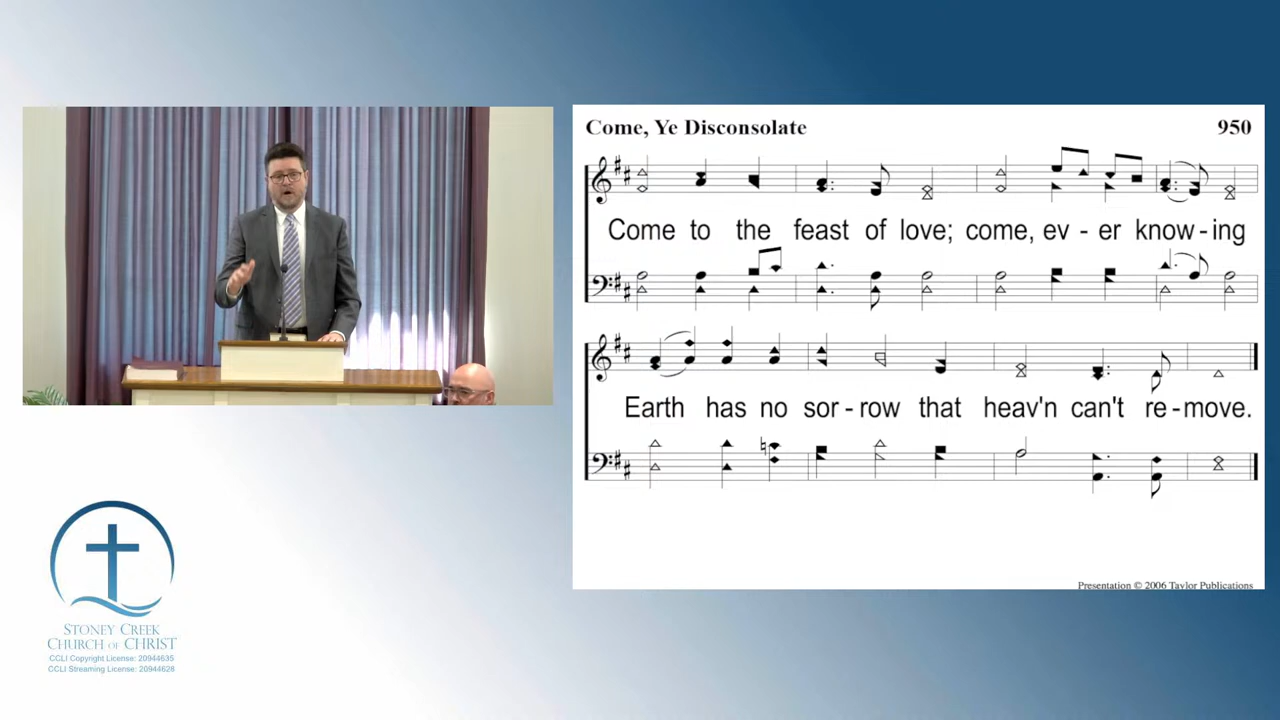 Come, Ye Disconsolate
950
Come to the feast of love; come, ev - er know - ing
Earth has no sor - row that heav'n can't re - move.
Presentation © 2006 Taylor Publications
STONEY CREEK
CHURCH OF CHRIST
CCLI Copyright License: 20944635
CCLI Streaming License: 20944628